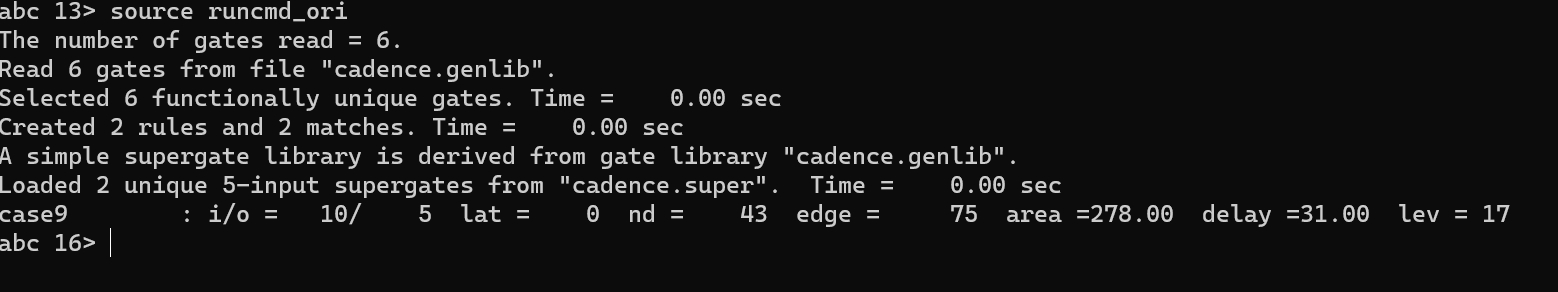 abc 13> source runcmd_ori
The number of gates read = 6.
Read 6 gates from file "cadence.genlib".
Selected 6 functionally unique gates. Time =    0.00 sec
Created 2 rules and 2 matches. Time =    0.00 sec
A simple supergate library is derived from gate library "cadence.genlib".
Loaded 2 unique 5-input supergates from "cadence.super".  Time =    0.00 sec
case9        : i/o =   10/    5  lat =    0  nd =    43  edge =     75  area =278.00  delay =31.00  lev = 17
abc 16>